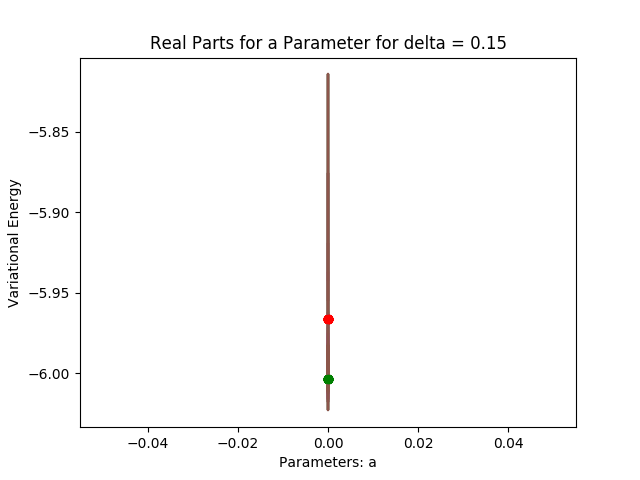 Real Parts for a Parameter for delta = 0.15
Variational Energy
−5.85
−5.90
−5.95
−6.00
−0.04 −0.02 0.00 0.02 0.04
Parameters: a